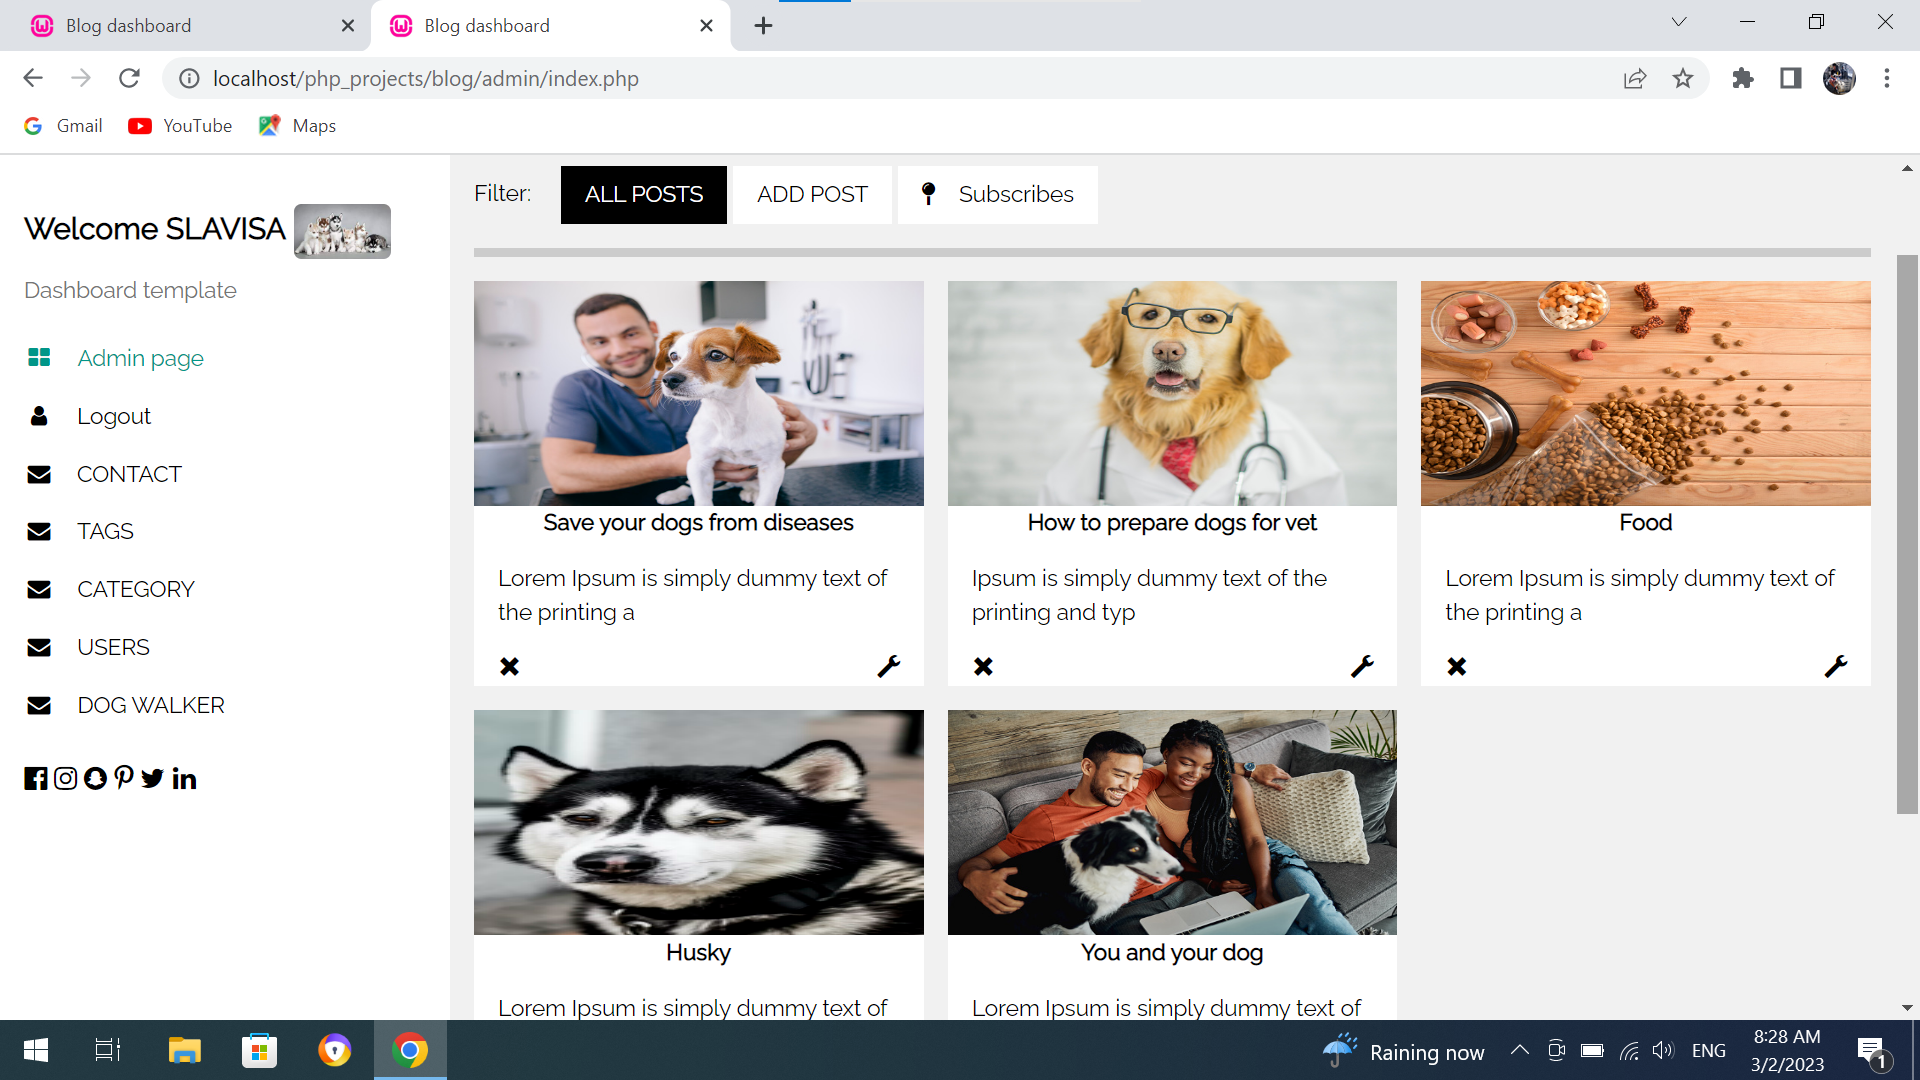 Blog dashboard
Blog dashboard
localhost/php_projects/blog/admin/index.php
Gmail
YouTube
Maps
Welcome SLAVISA
Dashboard template
Admin page
Logout
CONTACT
TAGS
CATEGORY
USERS
DOG WALKER
Filter:
ALL POSTS
ADD POST
Subscribes
Save your dogs from diseases
Lorem Ipsum is simply dummy text of
the printing a
How to prepare dogs for vet
Ipsum is simply dummy text of the
printing and typ
Food
Lorem Ipsum is simply dummy text of
the printing a
Husky
Lorem Ipsum is simply dummy text of
You and your dog
Lorem Ipsum is simply dummy text of
Raining now
ENG
8:28 AM
3/2/2023
1